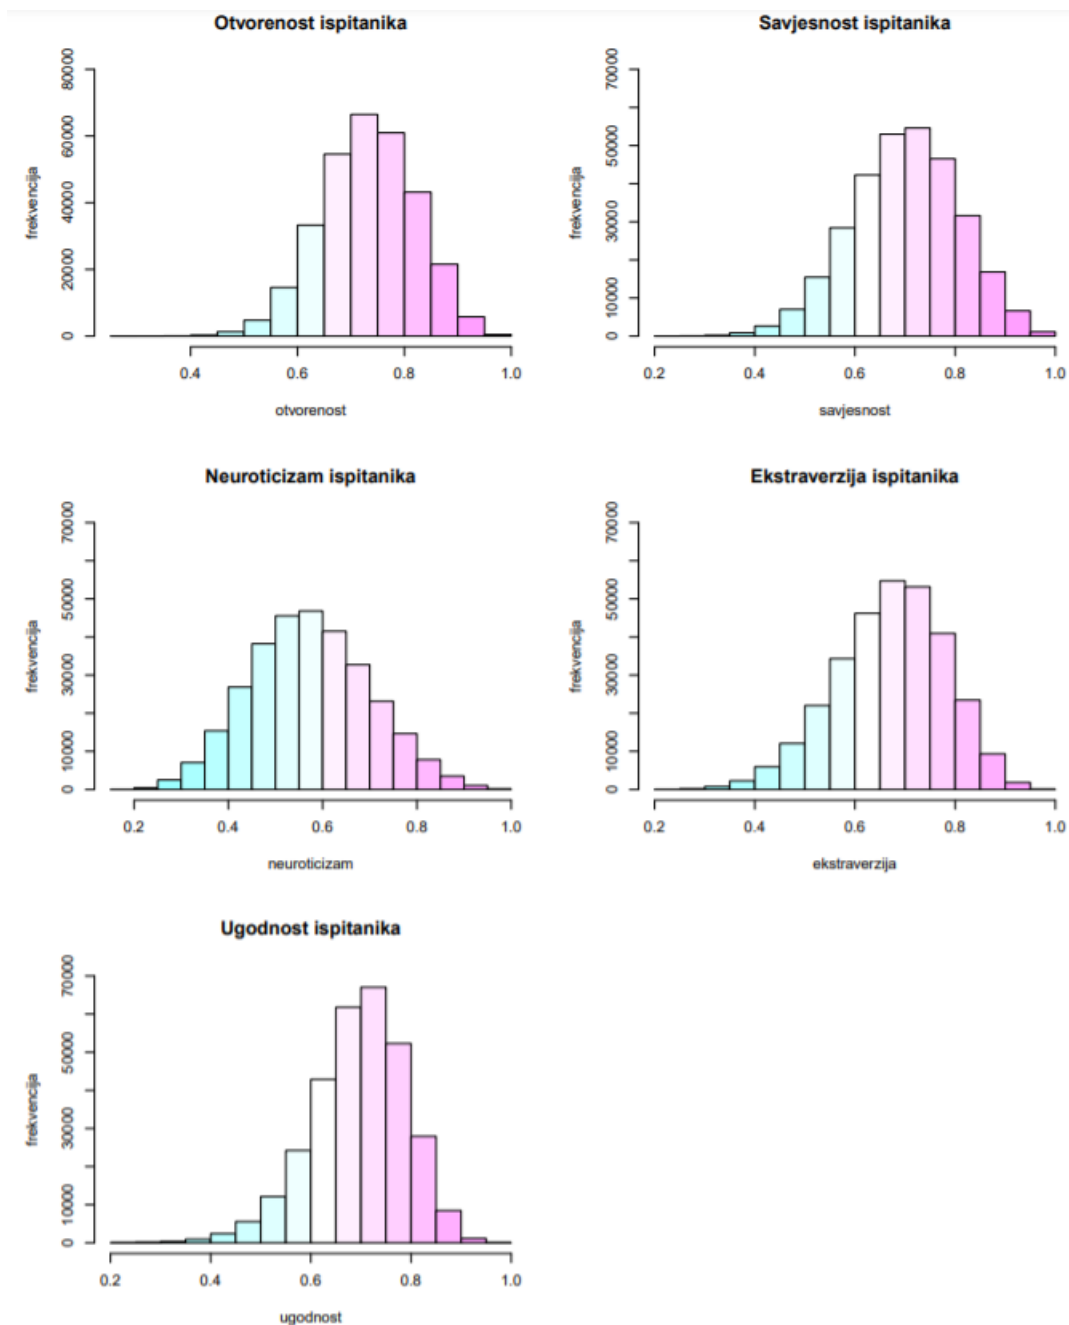 Otvorenost ispitanika
frekvencija
80000
60000
40000
20000
0
0.4 0.6 0.8 1.0
otvorenost
Savjesnost ispitanika
frekvencija
70000
50000
30000
10000
0
0.2 0.4 0.6 0.8 1.0
savjesnost
Neuroticizam ispitanika
frekvencija
70000
50000
30000
10000
0
0.2 0.4 0.6 0.8 1.0
neuroticizam
Ekstraverzija ispitanika
frekvencija
70000
50000
30000
10000
0
0.2 0.4 0.6 0.8 1.0
ekstraverzija
Ugodnost ispitanika
frekvencija
70000
50000
30000
10000
0
0.2 0.4 0.6 0.8 1.0
ugodnost